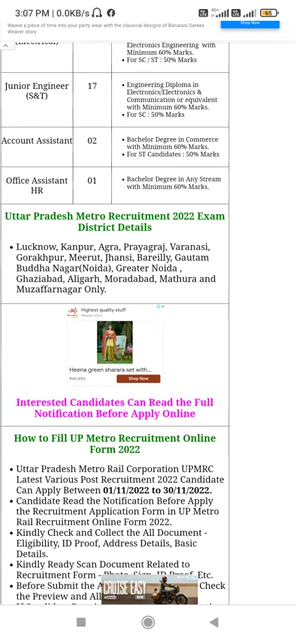 3:07 PM | 0.0KB/s
4G+
65
Weave a piece of time into your party wear with the classical designs of Banarasi Sarees.
Weaver story
Shop Now
(Electrical)
Electronics Engineering with
Minimum 60% Marks.
• For SC / ST : 50% Marks
Junior Engineer
(S&T)
17
• Engineering Diploma in
Electronics/Electronics &
Communication or equivalent
with Minimum 60% Marks.
• For SC : 50% Marks
Account Assistant
02
• Bachelor Degree in Commerce
with Minimum 60% Marks.
• For ST Candidates : 50% Marks
Office Assistant
HR
01
• Bachelor Degree in Any Stream
with Minimum 60% Marks.
Uttar Pradesh Metro Recruitment 2022 Exam
District Details
• Lucknow, Kanpur, Agra, Prayagraj, Varanasi,
Gorakhpur, Meerut, Jhansi, Bareilly, Gautam
Buddha Nagar(Noida), Greater Noida ,
Ghaziabad, Aligarh, Moradabad, Mathura and
Muzaffarnagar Only.
Highest quality stuff
Heena green sharara set with...
Shop Now
Interested Candidates Can Read the Full
Notification Before Apply Online
How to Fill UP Metro Recruitment Online
Form 2022
• Uttar Pradesh Metro Rail Corporation UPMRC
Latest Various Post Recruitment 2022 Candidate
Can Apply Between 01/11/2022 to 30/11/2022.
• Candidate Read the Notification Before Apply
the Recruitment Application Form in UP Metro
Rail Recruitment Online Form 2022.
• Kindly Check and Collect the All Document -
Eligibility, ID Proof, Address Details, Basic
Details.
• Kindly Ready Scan Document Related to
Recruitment Form - Photo, Sign, ID Proof, Etc.
• Before Submit the A Check
the Preview and All
CRUISE EASY